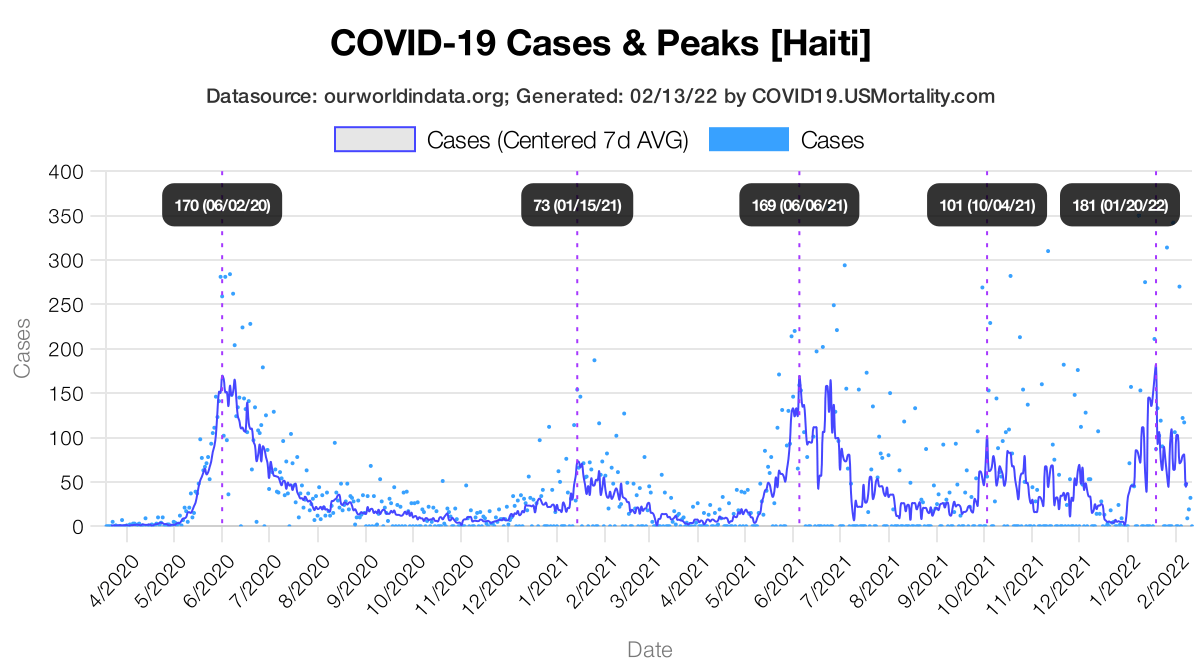 COVID-19 Cases & Peaks [Haiti]
Datasource: ourworldindata.org; Generated: 02/13/22 by COVID19.USMortality.com
Cases (Centered 7d AVG) Cases
400
350
300
250
200
150
100
50
0
Cases
170 (06/02/20) 73 (01/15/21) 169 (06/06/21) 101 (10/04/21) 181 (01/20/22)
4/2020 5/2020 6/2020 7/2020 8/2020 9/2020 10/2020 11/2020 12/2020 1/2021 2/2021 3/2021 4/2021 5/2021 6/2021 7/2021 8/2021 9/2021 10/2021 11/2021 12/2021 1/2022 2/2022
Date